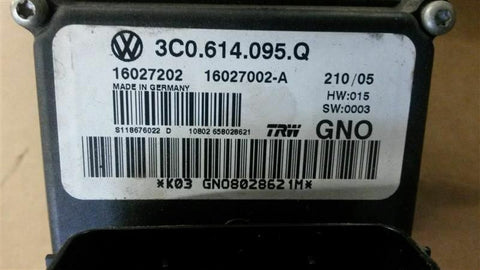 3C0.614.095.Q
16027202 16027002-A 210/05
MADE IN GERMANY
HW:015
SW:0003
S118676022 D 10802 658028621 TRW GNO
*K03 GNO8028621M*